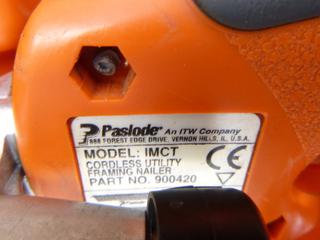 Paslode® An ITW Company
888 FOREST EDGE DRIVE, VERNON HILLS, IL, U.S.A.
MODEL: IMCT
CORDLESS UTILITY
FRAMING NAILER
PART NO. 900420
CE